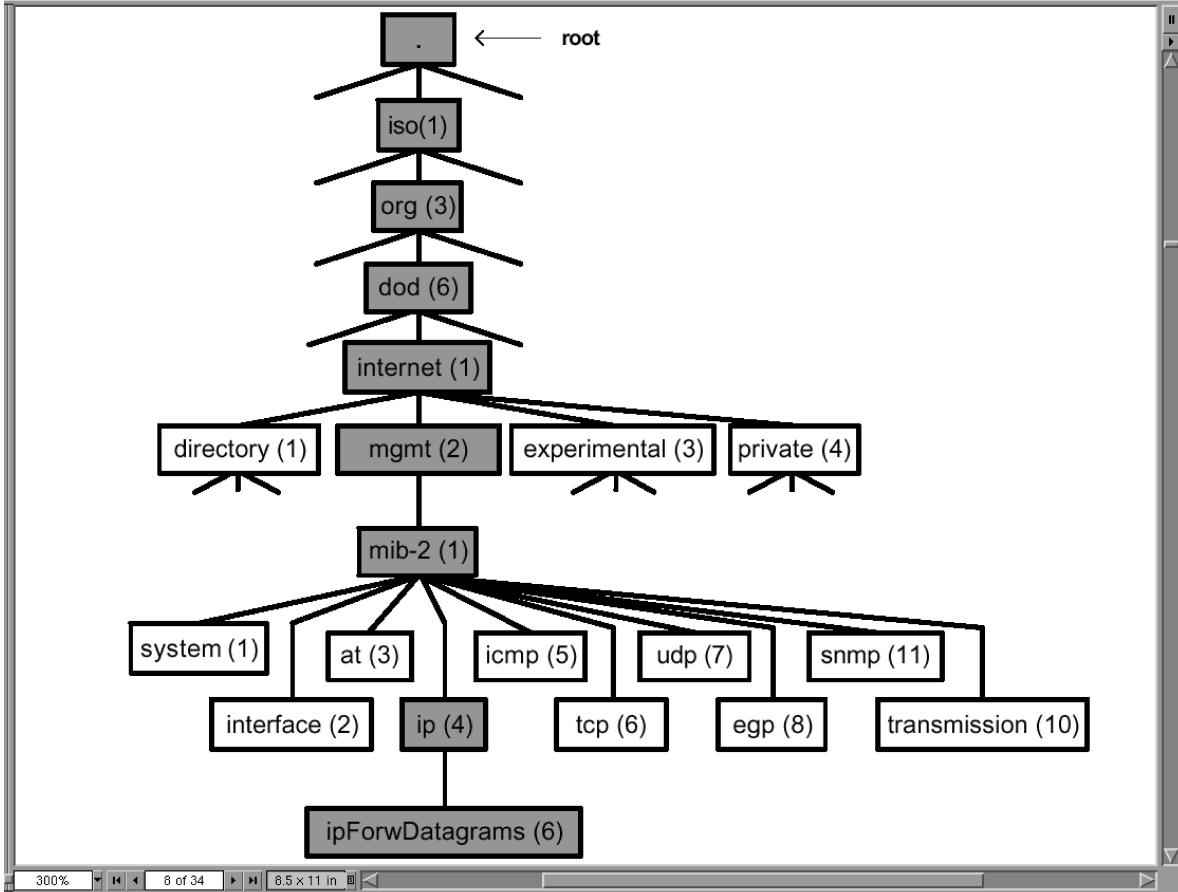 .
root
iso(1)
org (3)
dod (6)
internet (1)
directory (1)
mgmt (2)
experimental (3)
private (4)
mib-2 (1)
system (1)
at (3)
icmp (5)
udp (7)
snmp (11)
interface (2)
ip (4)
tcp (6)
egp (8)
transmission (10)
ipForwDatagrams (6)
300%
8 of 34
8.5 x 11 in